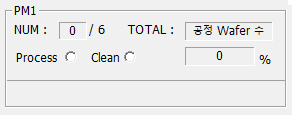 PM1
NUM : 0 / 6 TOTAL : 공정 Wafer 수
Process Clean 0 %